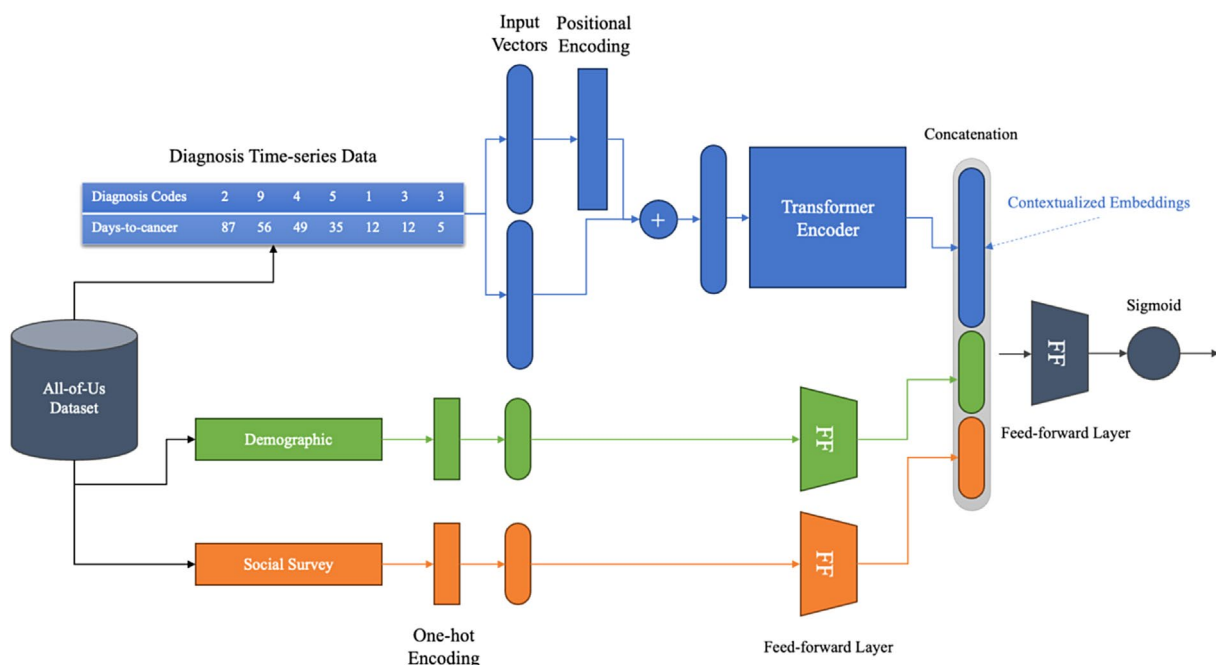 Input
Vectors
Positional
Encoding
Diagnosis Time-series Data
Diagnosis Codes 2 9 4 5 1 3 3
Days-to-cancer 87 56 49 35 12 12 5
+
Transformer
Encoder
Concatenation
Contextualized Embeddings
All-of-Us
Dataset
Demographic
FF
FF
Sigmoid
Feed-forward Layer
Social Survey
FF
One-hot
Encoding
Feed-forward Layer